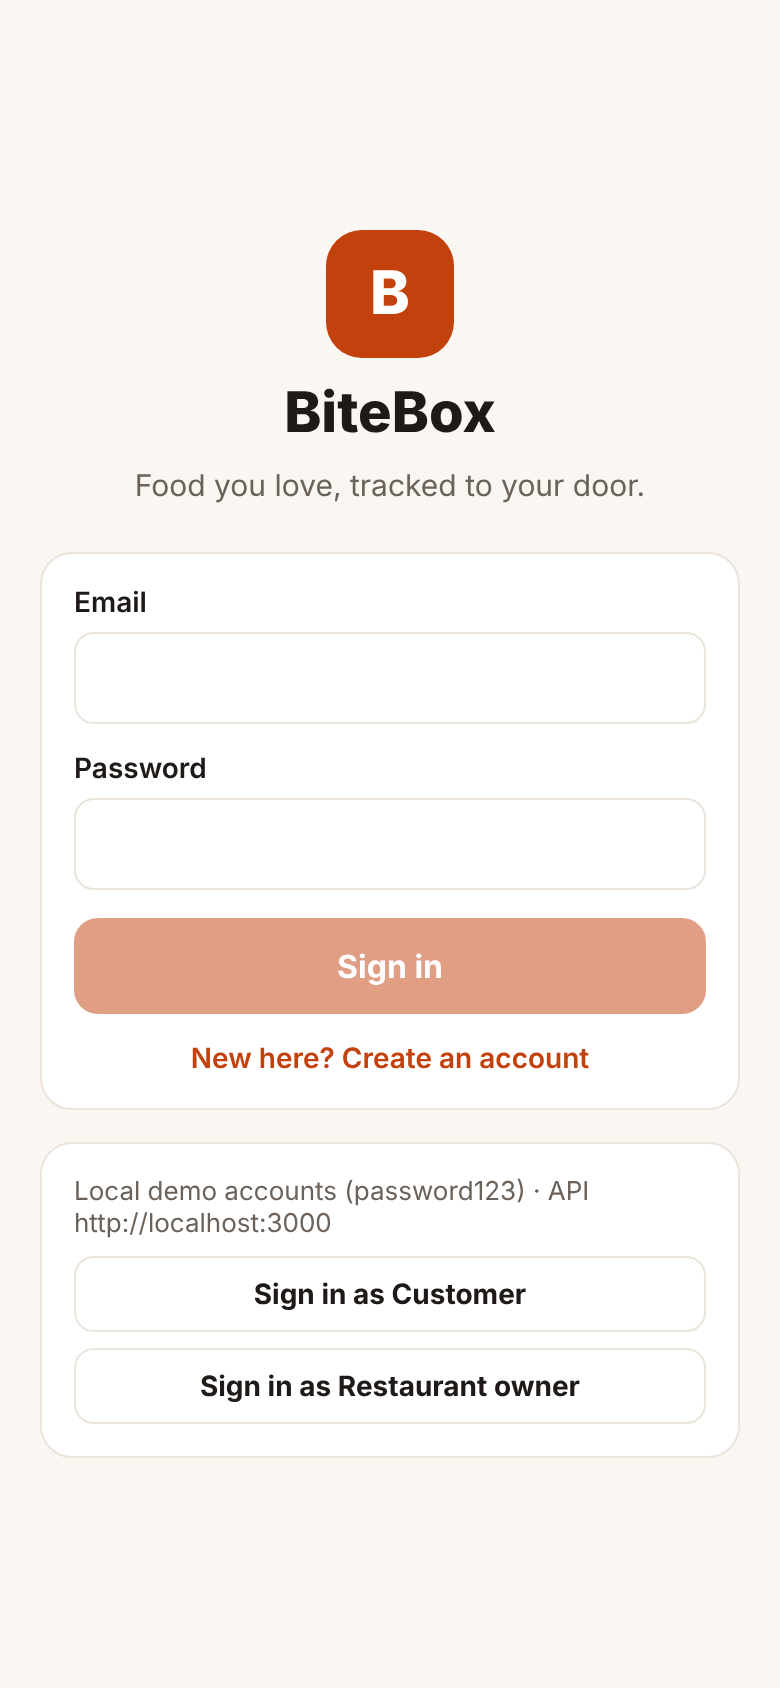 B
BiteBox
Food you love, tracked to your door.
Email
Password
Sign in
New here? Create an account
Local demo accounts (password123) · API
http://localhost:3000
Sign in as Customer
Sign in as Restaurant owner